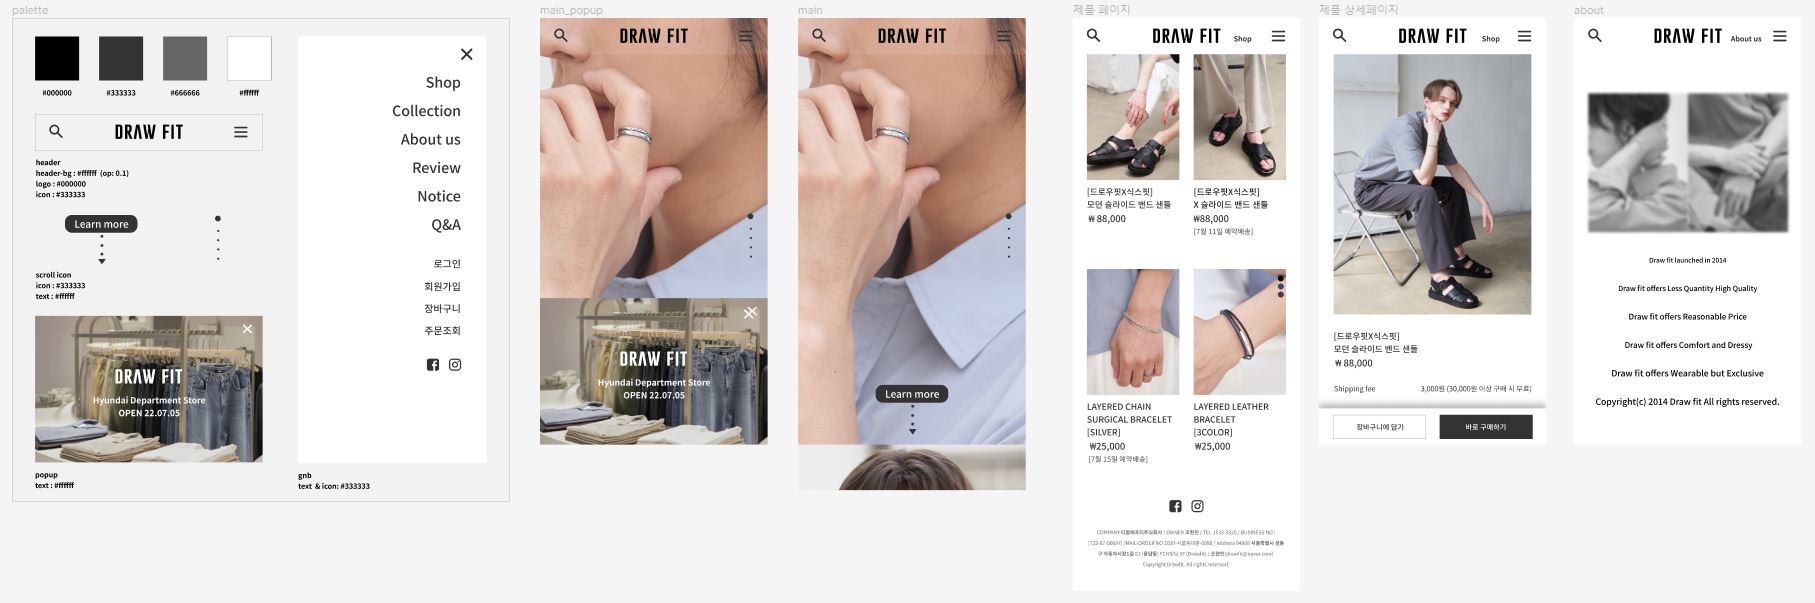 palette
#000000
#333333
#666666
#ffffff
DRAW FIT
header
header-bg : #ffffff (op: 0.1)
logo : #000000
icon : #333333
Learn more
scroll icon
icon : #333333
text : #ffffff
DRAW FIT
Hyundai Department Store
OPEN 22.07.05
popup
text : #ffffff
Shop
Collection
About us
Review
Notice
Q&A
로그인
회원가입
장바구니
주문조회
gnb
text & icon: #333333
main_popup
DRAW FIT
DRAW FIT
Hyundai Department Store
OPEN 22.07.05
main
DRAW FIT
Learn more
제품 페이지
DRAW FIT
Shop
[드로우핏X식스핏]
모던 슬라이드 밴드 샌들
₩ 88,000
[드로우핏X식스핏]
X 슬라이드 밴드 샌들
₩88,000
[7월 11일 예약배송]
LAYERED CHAIN
SURGICAL BRACELET
[SILVER]
₩25,000
[7월 15일 예약배송]
LAYERED LEATHER
BRACELET
[3COLOR]
₩25,000
Copyright Drawfit. All rights reserved.
제품 상세페이지
DRAW FIT
Shop
[드로우핏X식스핏]
모던 슬라이드 밴드 샌들
₩ 88,000
Shipping fee
3,000원 (30,000원 이상 구매 시 무료)
장바구니에 담기
바로 구매하기
about
DRAW FIT
About us
Draw fit launched in 2014
Draw fit offers Less Quantity High Quality
Draw fit offers Reasonable Price
Draw fit offers Comfort and Dressy
Draw fit offers Wearable but Exclusive
Copyright(c) 2014 Draw fit All rights reserved.